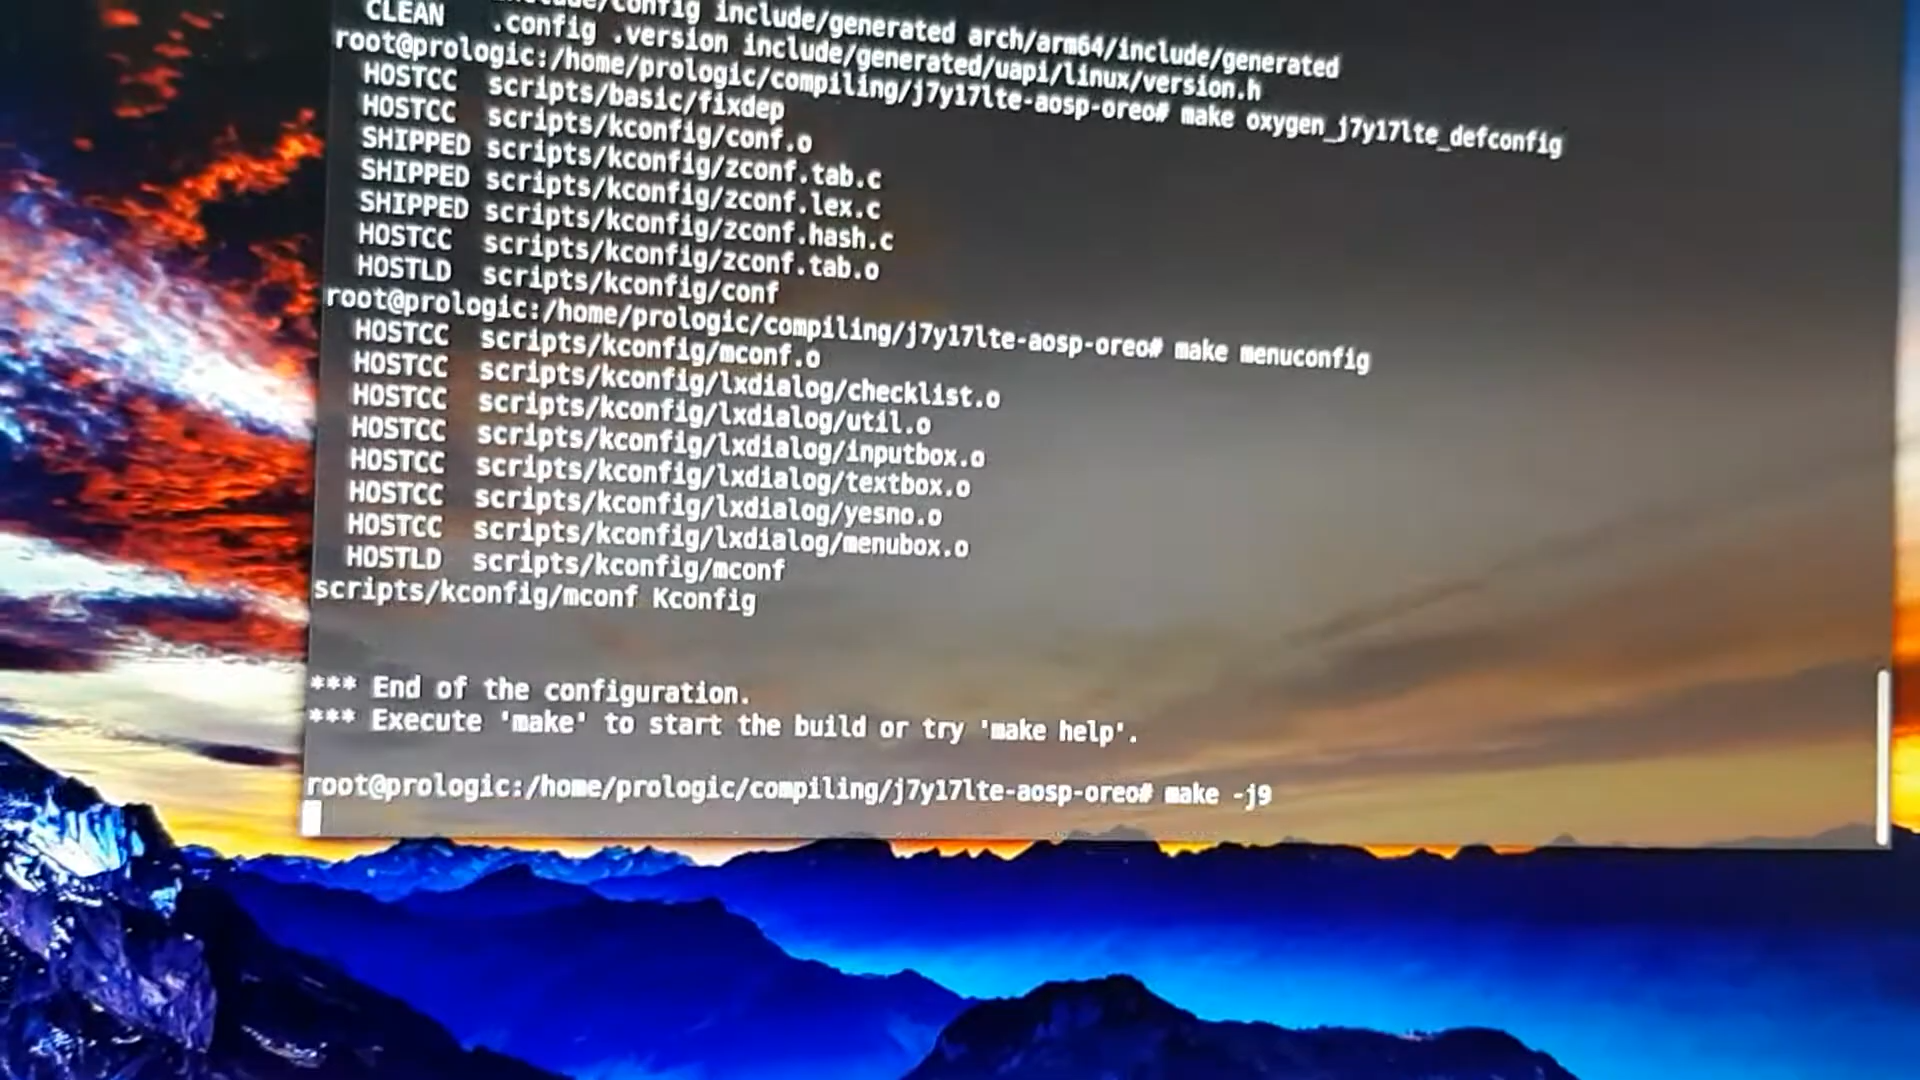 CLEAN include/config include/generated arch/arm64/include/generated
CLEAN .config .version include/generated/uapi/linux/version.h
root@prologic:/home/prologic/compiling/j7y17lte-aosp-oreo# make oxygen_j7y17lte_defconfig
HOSTCC scripts/basic/fixdep
HOSTCC scripts/kconfig/conf.o
SHIPPED scripts/kconfig/zconf.tab.c
SHIPPED scripts/kconfig/zconf.lex.c
SHIPPED scripts/kconfig/zconf.hash.c
HOSTCC scripts/kconfig/zconf.tab.o
HOSTLD scripts/kconfig/conf
root@prologic:/home/prologic/compiling/j7y17lte-aosp-oreo# make menuconfig
HOSTCC scripts/kconfig/mconf.o
HOSTCC scripts/kconfig/lxdialog/checklist.o
HOSTCC scripts/kconfig/lxdialog/util.o
HOSTCC scripts/kconfig/lxdialog/inputbox.o
HOSTCC scripts/kconfig/lxdialog/textbox.o
HOSTCC scripts/kconfig/lxdialog/yesno.o
HOSTCC scripts/kconfig/lxdialog/menubox.o
HOSTLD scripts/kconfig/mconf
scripts/kconfig/mconf Kconfig
*** End of the configuration.
*** Execute 'make' to start the build or try 'make help'.
root@prologic:/home/prologic/compiling/j7y17lte-aosp-oreo# make -j9